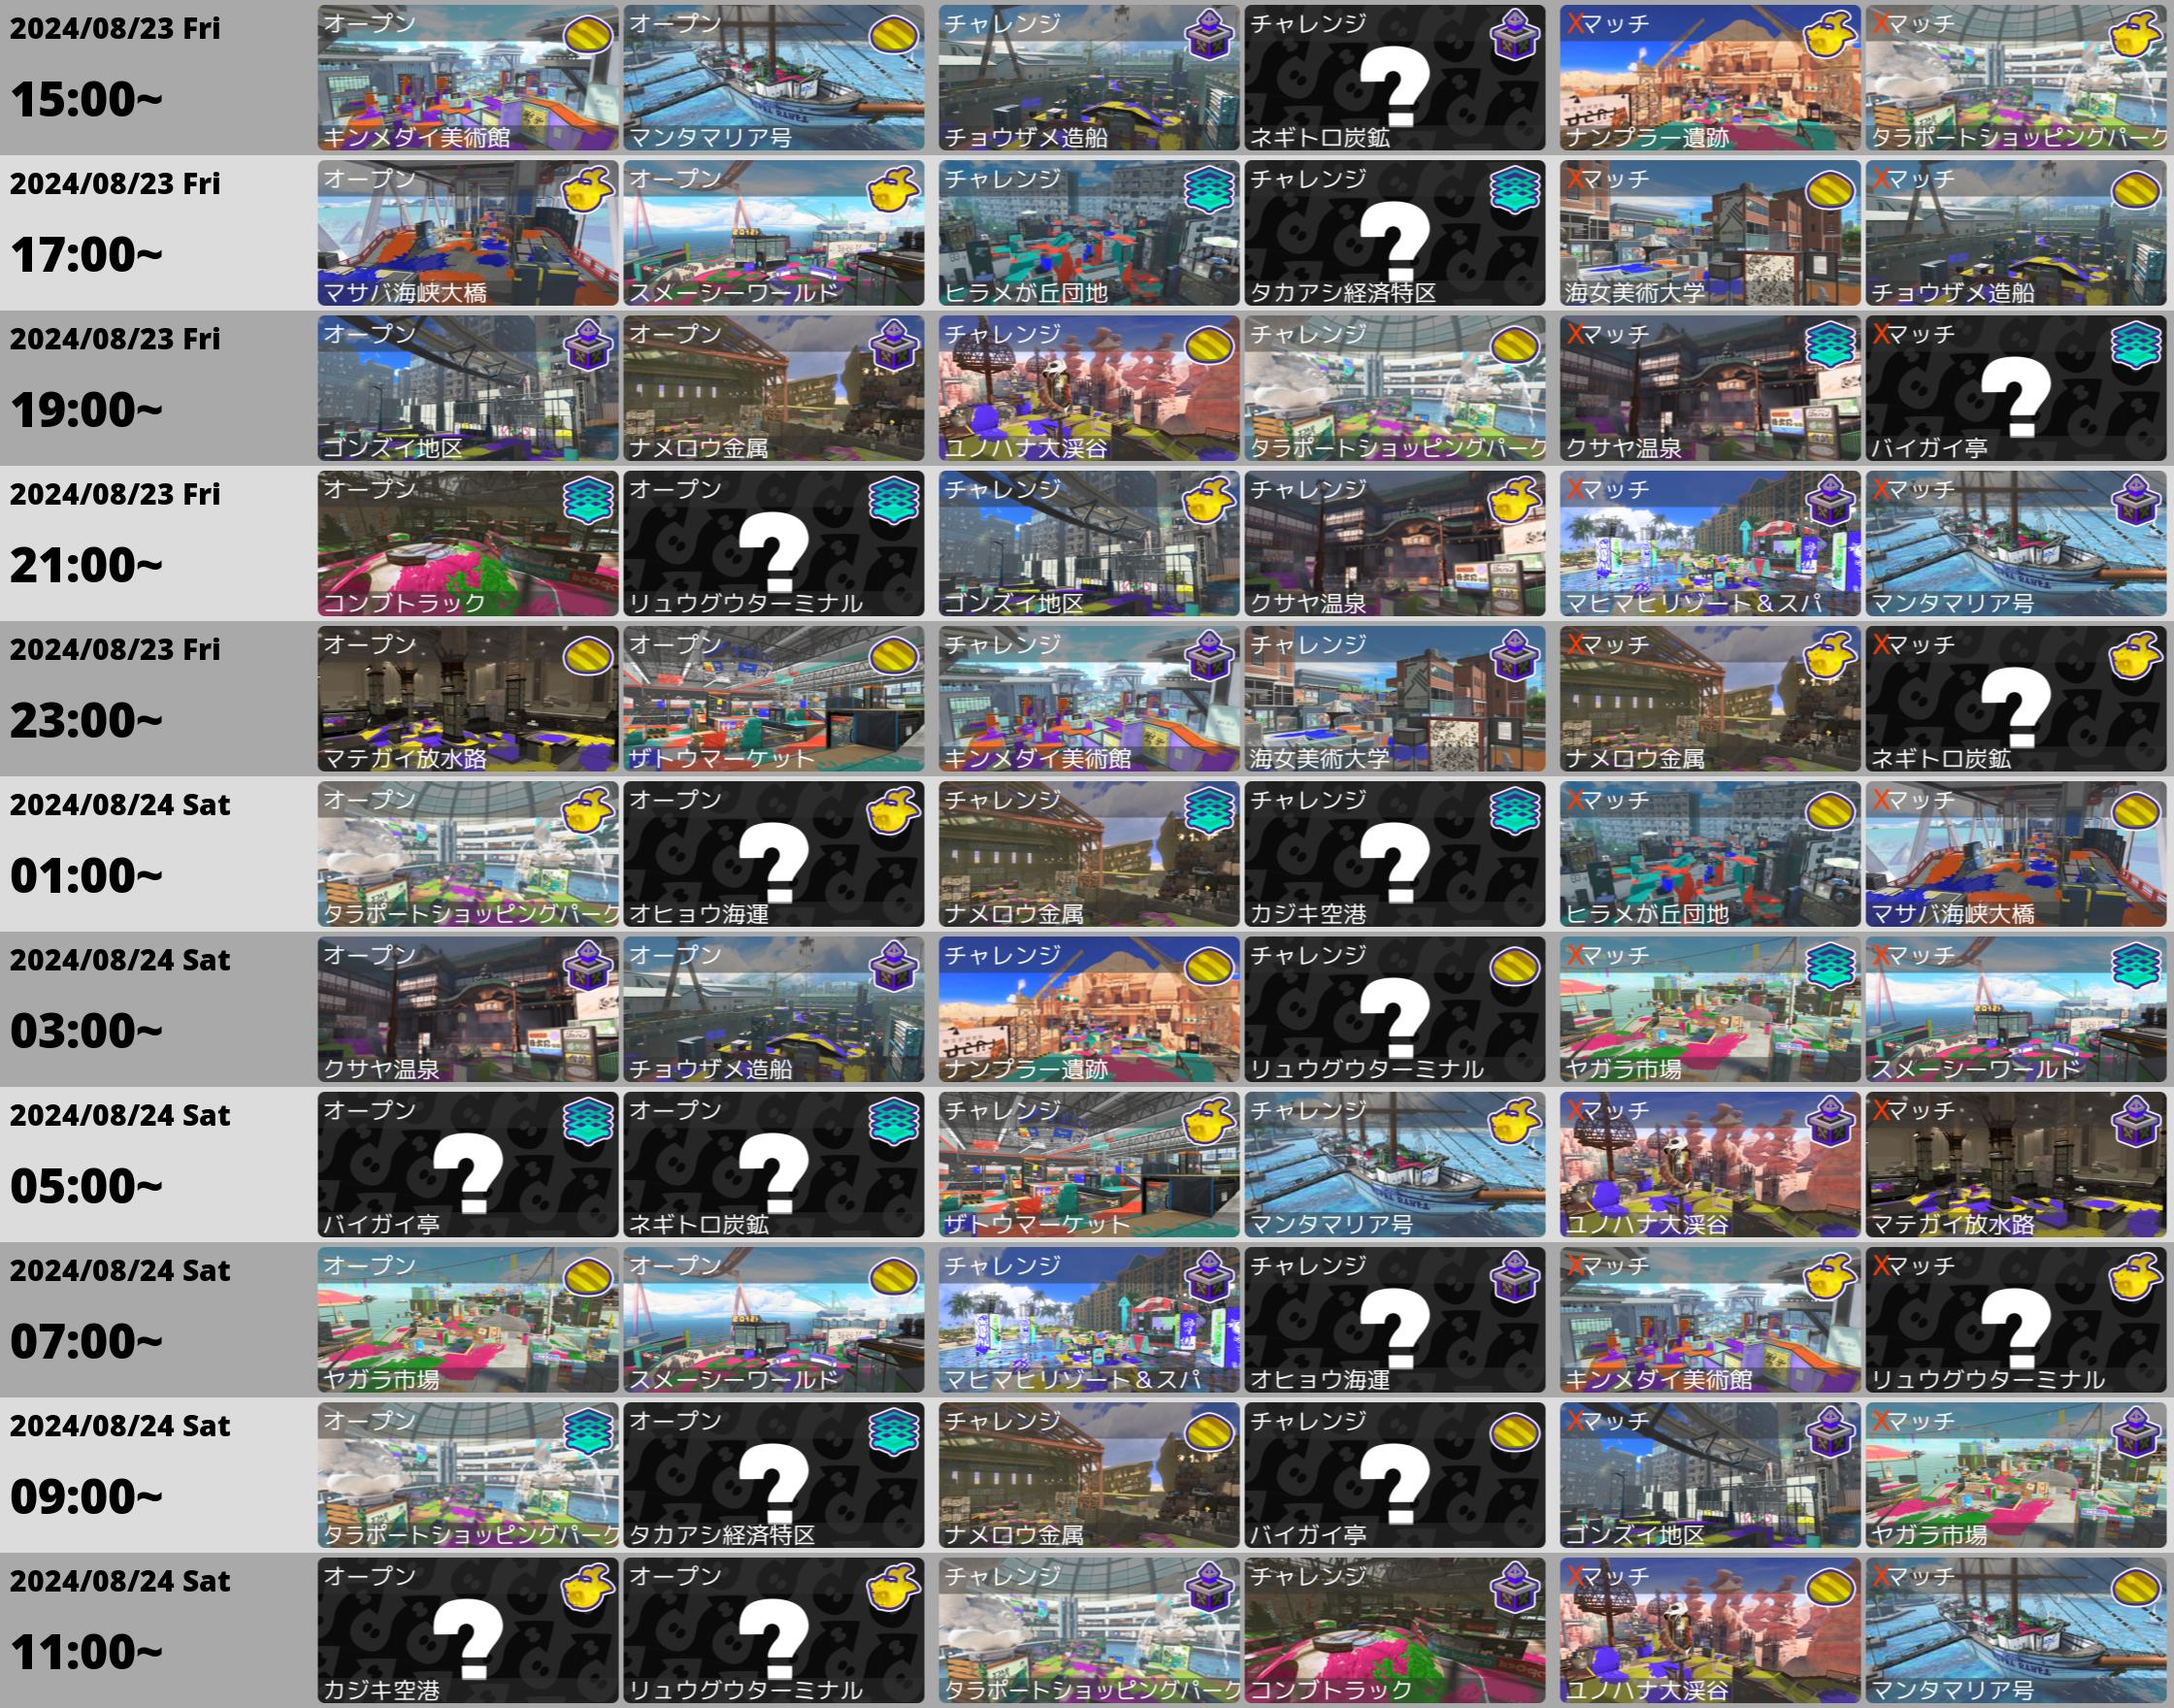 2024/08/23 Fri
15:00~
オープン
キンメダイ美術館
オープン
マンタマリア号
チャレンジ
チョウザメ造船
チャレンジ
ネギトロ炭鉱
Xマッチ
ナンプラー遺跡
Xマッチ
タラポートショッピングパーク
2024/08/23 Fri
17:00~
オープン
マサバ海峡大橋
オープン
スメーシーワールド
チャレンジ
ヒラメが丘団地
チャレンジ
タカアシ経済特区
Xマッチ
海女美術大学
Xマッチ
チョウザメ造船
2024/08/23 Fri
19:00~
オープン
ゴンズイ地区
オープン
ナメロウ金属
チャレンジ
ユノハナ大渓谷
チャレンジ
タラポートショッピングパーク
Xマッチ
クサヤ温泉
Xマッチ
バイガイ亭
2024/08/23 Fri
21:00~
オープン
コンブトラック
オープン
リュウグウターミナル
チャレンジ
ゴンズイ地区
チャレンジ
クサヤ温泉
Xマッチ
マヒマヒリゾート&スパ
Xマッチ
マンタマリア号
2024/08/23 Fri
23:00~
オープン
マテガイ放水路
オープン
ザトウマーケット
チャレンジ
キンメダイ美術館
チャレンジ
海女美術大学
Xマッチ
ナメロウ金属
Xマッチ
ネギトロ炭鉱
2024/08/24 Sat
01:00~
オープン
タラポートショッピングパーク
オープン
オヒョウ海運
チャレンジ
ナメロウ金属
チャレンジ
カジキ空港
Xマッチ
ヒラメが丘団地
Xマッチ
マサバ海峡大橋
2024/08/24 Sat
03:00~
オープン
クサヤ温泉
オープン
チョウザメ造船
チャレンジ
ナンプラー遺跡
チャレンジ
リュウグウターミナル
Xマッチ
ヤガラ市場
Xマッチ
スメーシーワールド
2024/08/24 Sat
05:00~
オープン
バイガイ亭
オープン
ネギトロ炭鉱
チャレンジ
ザトウマーケット
チャレンジ
マンタマリア号
Xマッチ
ユノハナ大渓谷
Xマッチ
マテガイ放水路
2024/08/24 Sat
07:00~
オープン
ヤガラ市場
オープン
スメーシーワールド
チャレンジ
マヒマヒリゾート&スパ
チャレンジ
オヒョウ海運
Xマッチ
キンメダイ美術館
Xマッチ
リュウグウターミナル
2024/08/24 Sat
09:00~
オープン
タラポートショッピングパーク
オープン
タカアシ経済特区
チャレンジ
ナメロウ金属
チャレンジ
バイガイ亭
Xマッチ
ゴンズイ地区
Xマッチ
ヤガラ市場
2024/08/24 Sat
11:00~
オープン
カジキ空港
オープン
リュウグウターミナル
チャレンジ
タラポートショッピングパーク
チャレンジ
コンブトラック
Xマッチ
ユノハナ大渓谷
Xマッチ
マンタマリア号